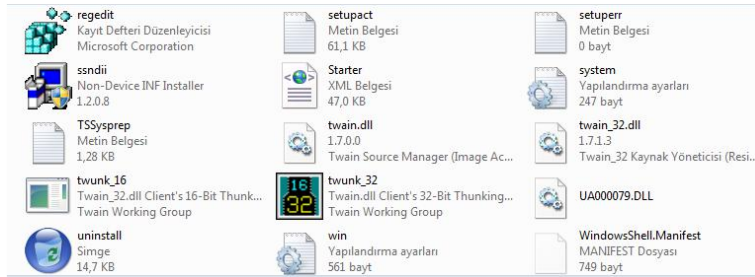 regedit
Kayıt Defteri Düzenleyicisi
Microsoft Corporation
setupact
Metin Belgesi
61,1 KB
setuperr
Metin Belgesi
0 bayt
ssndii
Non-Device INF Installer
1.2.0.8
Starter
XML Belgesi
47,0 KB
system
Yapılandırma ayarları
247 bayt
TSSysprep
Metin Belgesi
1,28 KB
twain.dll
1.7.0.0
Twain Source Manager (Image Ac...
twain_32.dll
1.7.1.3
Twain_32 Kaynak Yöneticisi (Resi...
twunk_16
Twain_32.dll Client's 16-Bit Thunk...
Twain Working Group
16
32
twunk_32
Twain.dll Client's 32-Bit Thunking...
Twain Working Group
UA000079.DLL
uninstall
Simge
14,7 KB
win
Yapılandırma ayarları
561 bayt
WindowsShell.Manifest
MANIFEST Dosyası
749 bayt